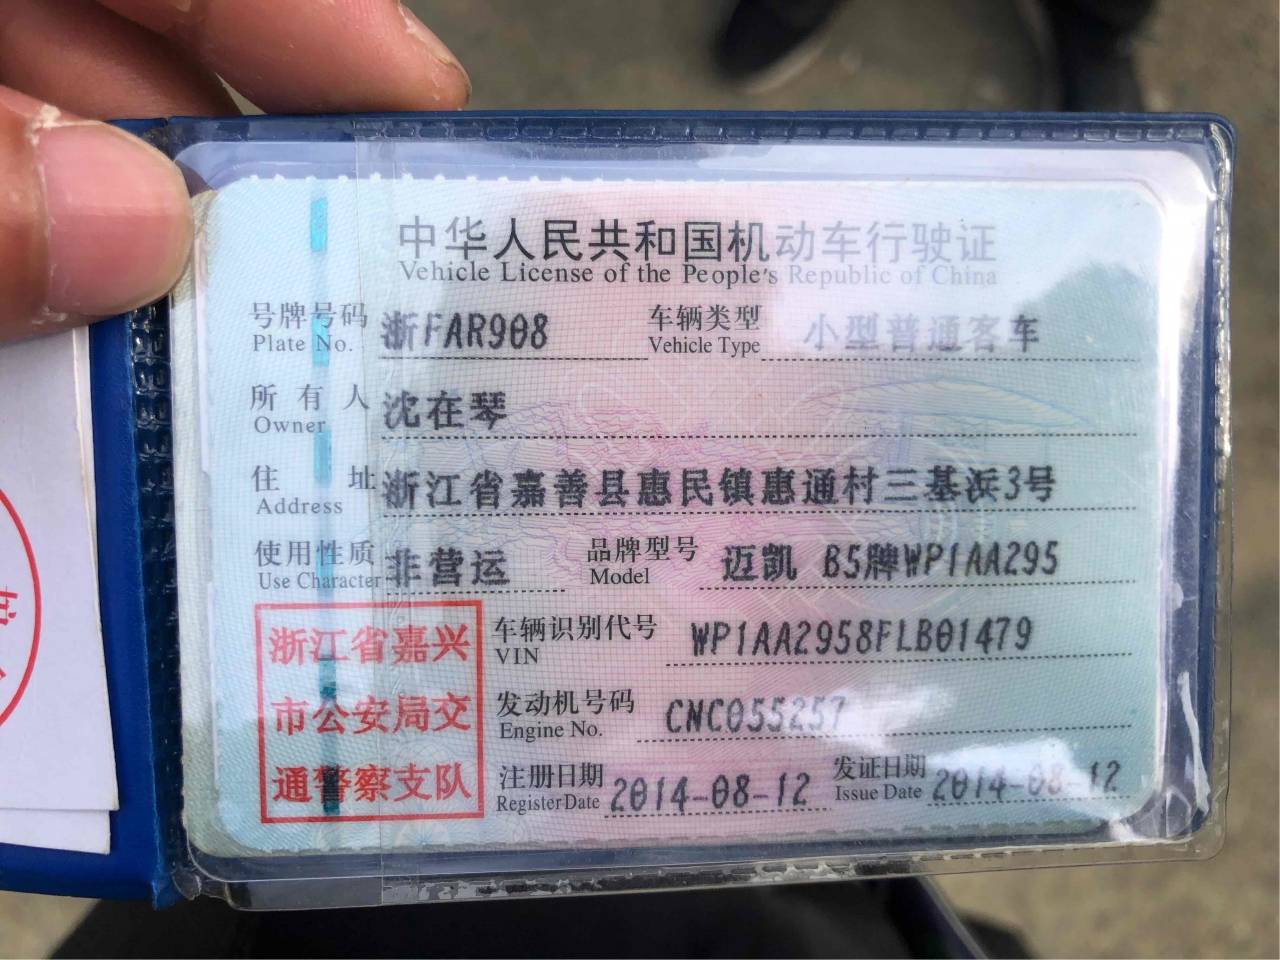 中华人民共和国机动车行驶证
Vehicle License of the People's Republic of China
号牌号码 浙FAR908 车辆类型 小型普通客车
Plate No. Vehicle Type
所有人 沈在琴
Owner
住址 浙江省嘉善县惠民镇惠通村三基浜3号
Address
使用性质 非营运 品牌型号 迈凯 B5牌WP1AA295
Use Character Model
浙江省嘉兴
市公安局交
通警察支队
车辆识别代号 WP1AA2958FLB01479
VIN
发动机号码 CNC055257
Engine No.
注册日期 2014-08-12 发证日期 2014-08-12
Register Date Issue Date